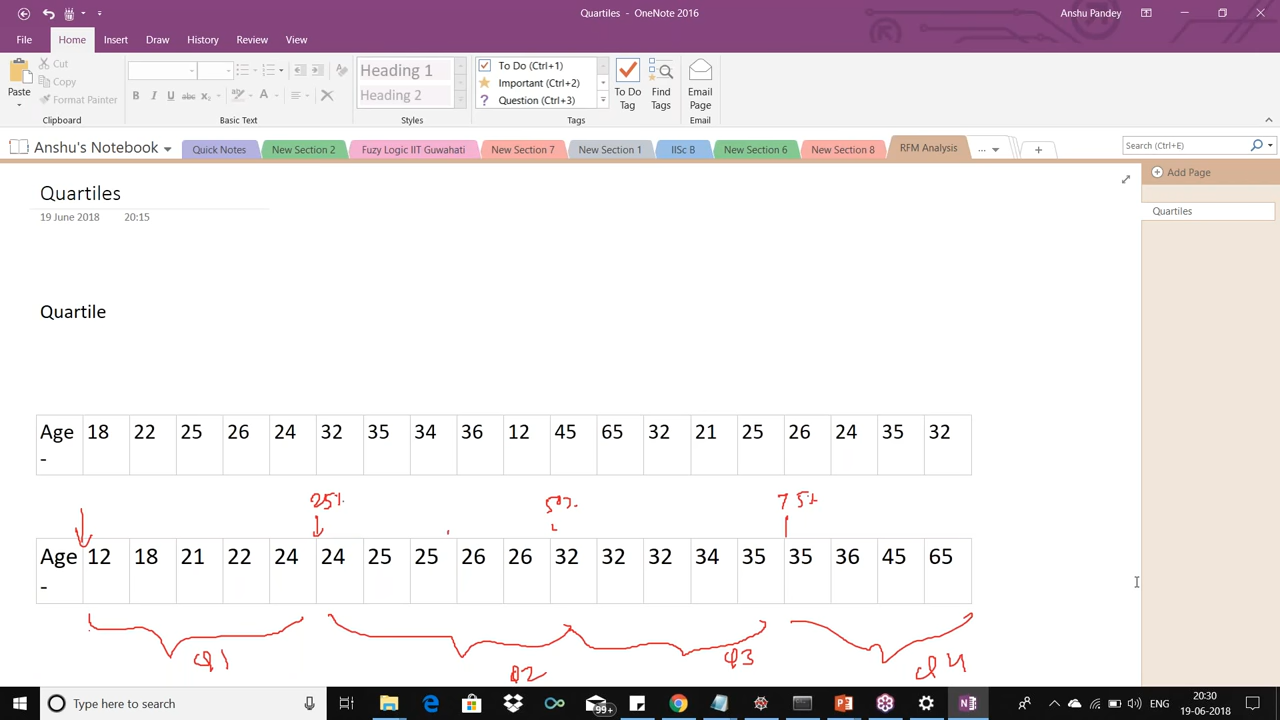 Quartiles - OneNote 2016
Anshu Pandey
File Home Insert Draw History Review View
Paste
Cut
Copy
Format Painter
Clipboard
B I U abc x₂ A
Basic Text
Heading 1
Heading 2
Styles
To Do (Ctrl+1)
Important (Ctrl+2)
Question (Ctrl+3)
Tags
To Do Tag
Find Tags
Email Page
Email
Anshu's Notebook
Quick Notes New Section 2 Fuzy Logic IIT Guwahati New Section 7 New Section 1 IISc B New Section 6 New Section 8 RFM Analysis ...
Search (Ctrl+E)
Add Page
Quartiles
Quartiles
19 June 2018 20:15
Quartile
Age - 18 22 25 26 24 32 35 34 36 12 45 65 32 21 25 26 24 35 32
25% 50% 75%
Age - 12 18 21 22 24 24 25 25 26 26 32 32 32 34 35 35 36 45 65
Q1 Q2 Q3 Q4
Type here to search
99+
ENG
20:30
19-06-2018